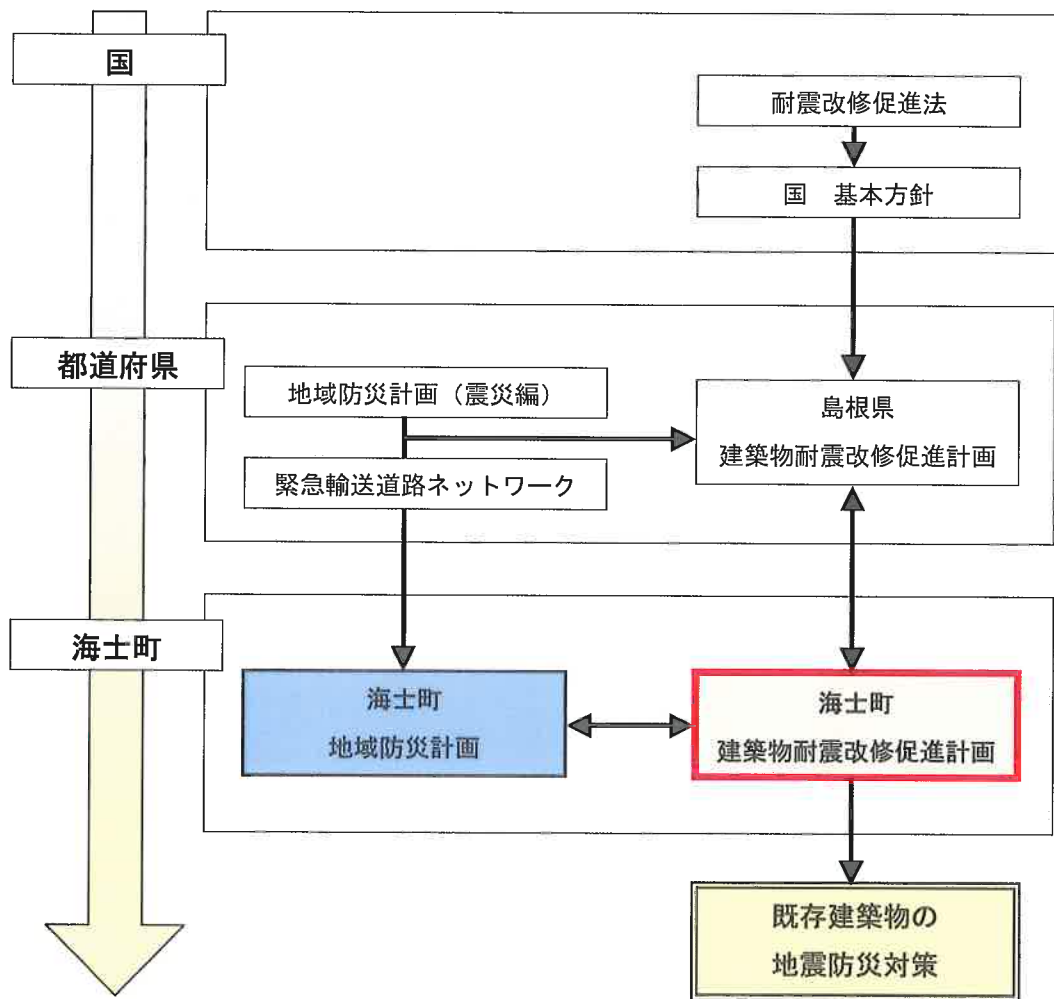 国
耐震改修促進法
国　基本方針
都道府県
地域防災計画（震災編）
緊急輸送道路ネットワーク
島根県
建築物耐震改修促進計画
海士町
海士町
地域防災計画
海士町
建築物耐震改修促進計画
既存建築物の
地震防災対策